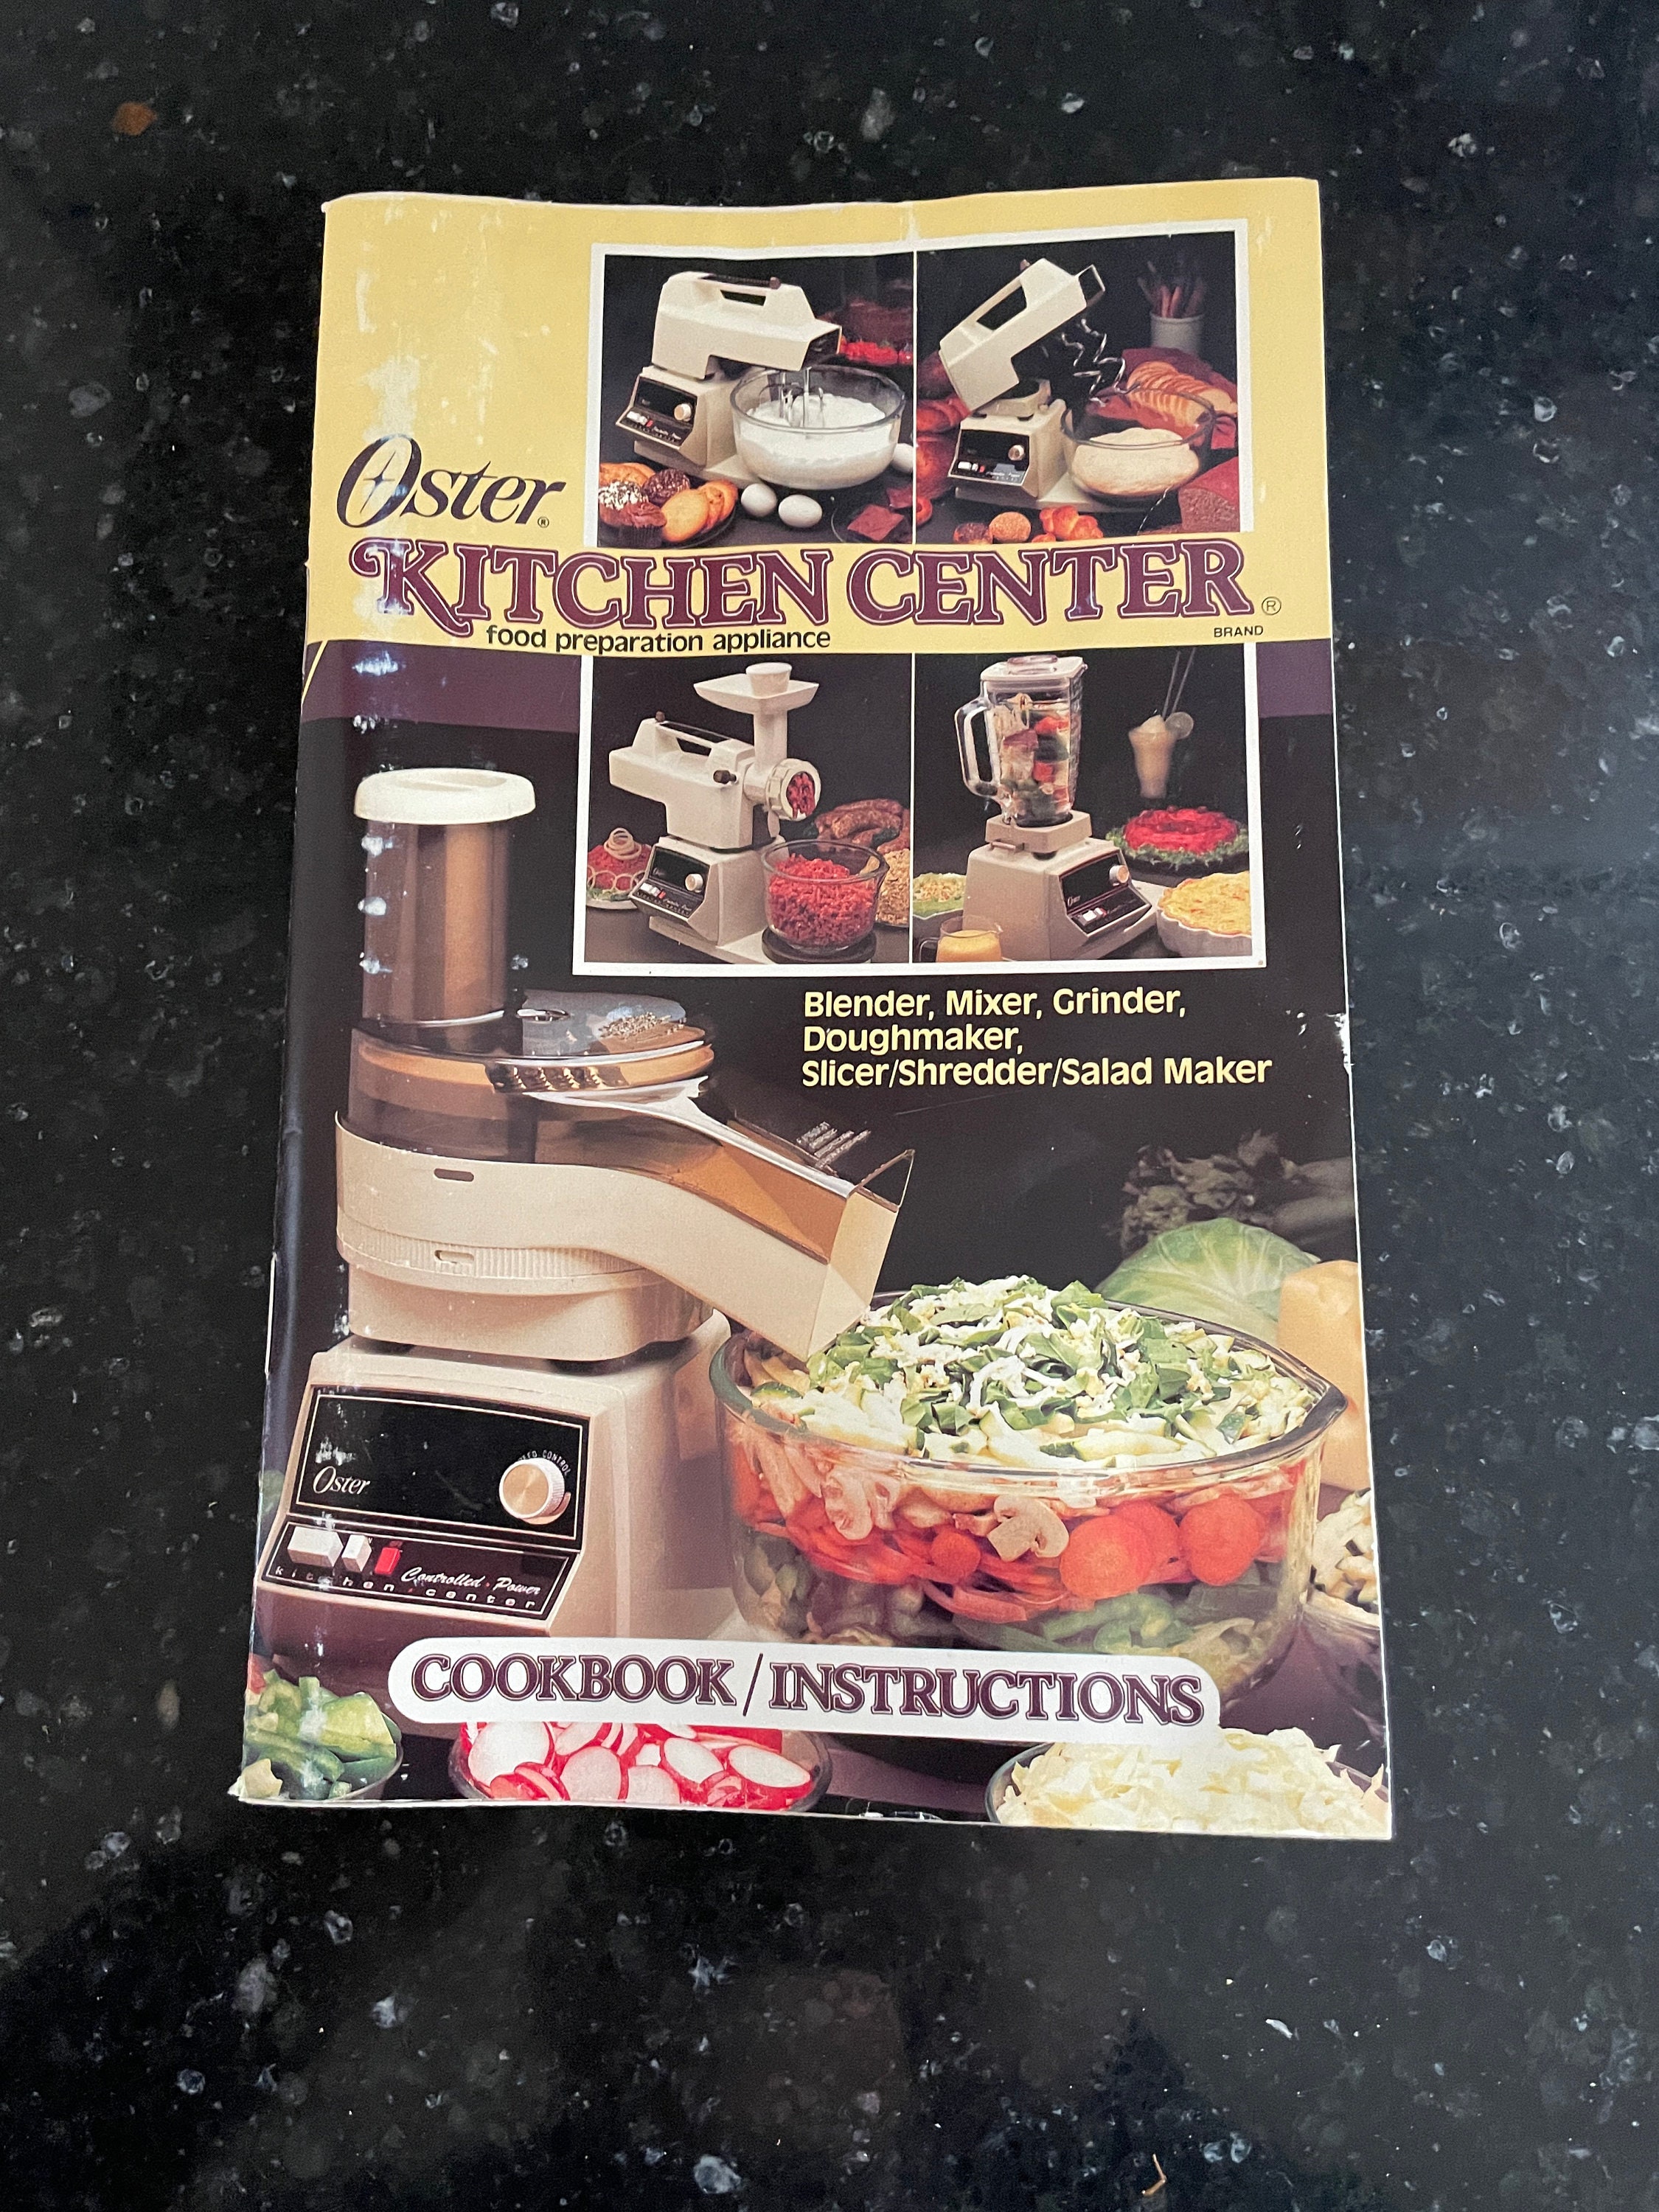 Oster®
KITCHEN CENTER®
food preparation appliance
BRAND
Oster
Blender, Mixer, Grinder,
Doughmaker,
Slicer/Shredder/Salad Maker
Oster
Controlled • Power
kitchen center
COOKBOOK/INSTRUCTIONS